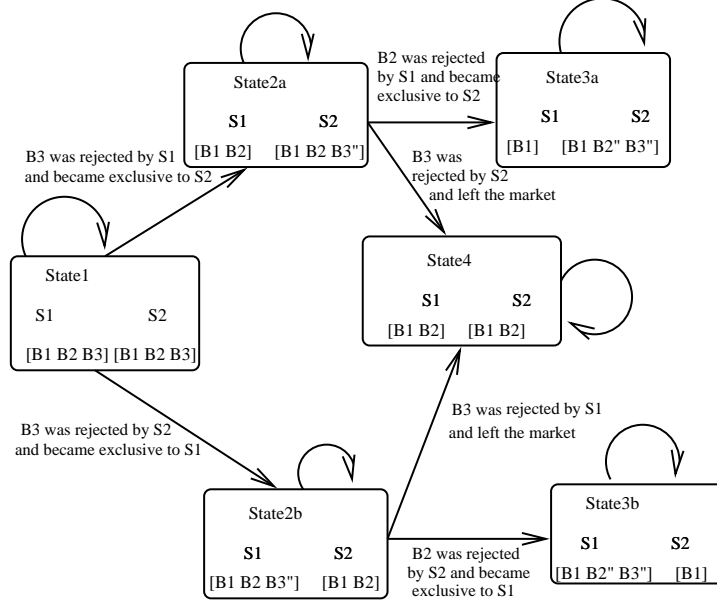 State2a
S1 S2
[B1 B2] [B1 B2 B3"]
B2 was rejected
by S1 and became
exclusive to S2
State3a
S1 S2
[B1] [B1 B2" B3"]
B3 was rejected by S1
and became exclusive to S2
B3 was
rejected by S2
and left the market
State1
S1 S2
[B1 B2 B3] [B1 B2 B3]
State4
S1 S2
[B1 B2] [B1 B2]
B3 was rejected by S2
and became exclusive to S1
B3 was rejected by S1
and left the market
State2b
S1 S2
[B1 B2 B3"] [B1 B2]
B2 was rejected
by S2 and became
exclusive to S1
State3b
S1 S2
[B1 B2" B3"] [B1]